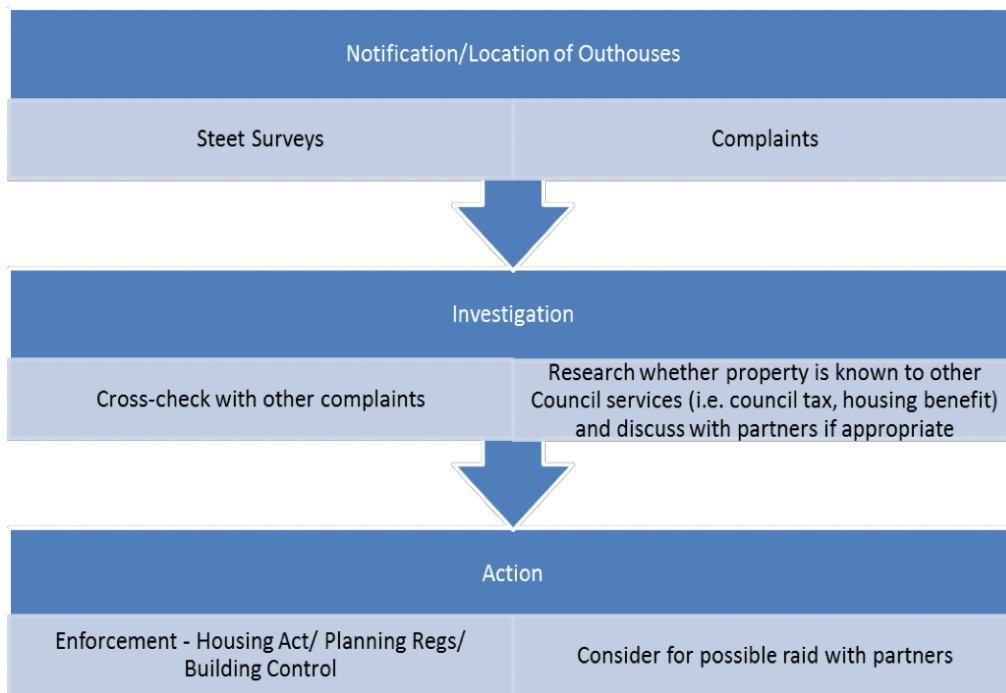 Notification/Location of Outhouses
Steet Surveys
Complaints
Investigation
Cross-check with other complaints
Research whether property is known to other
Council services (i.e. council tax, housing benefit)
and discuss with partners if appropriate
Action
Enforcement - Housing Act/ Planning Regs/
Building Control
Consider for possible raid with partners